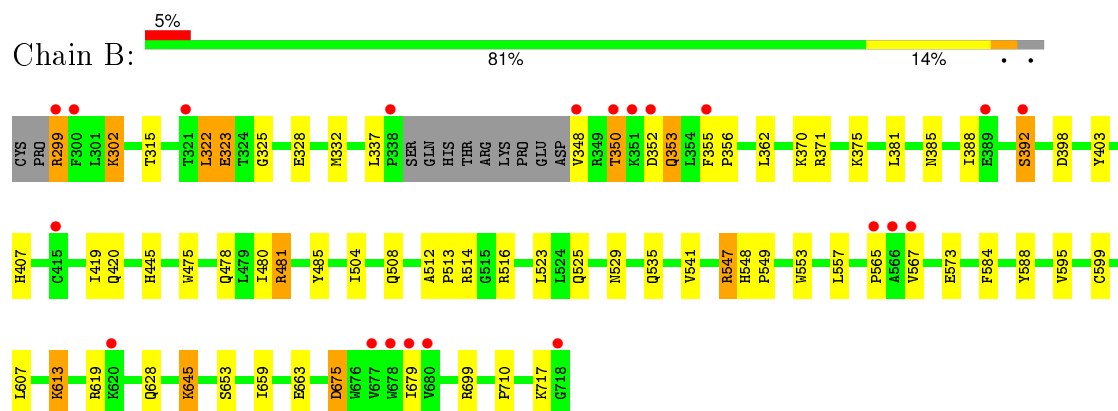 5%
Chain B:
81% 14% • •
CYS PRO R299 F300 L301 K302 T315 T321 L322 E323 T324 G325 E328 M332 L337 P338 SER GLN HIS THR ARG LYS PRO GLU ASP V348 R349 T350 K351 D352 Q353 L354 F355 P356 L362 K370 R371 K375 L381 N385 I388 E389 S392 D398 Y403
H407 C415 I419 Q420 H445 W475 Q478 L479 I480 R481 Y485 I504 Q508 A512 P513 R514 G515 R516 L523 L524 Q525 N529 Q535 V541 R547 H548 P549 W553 L557 P565 A566 V567 E573 F584 Y588 V595 C599
L607 K613 R619 K620 Q628 K645 S653 I659 E663 D675 W676 V677 W678 I679 V680 R699 P710 K717 G718